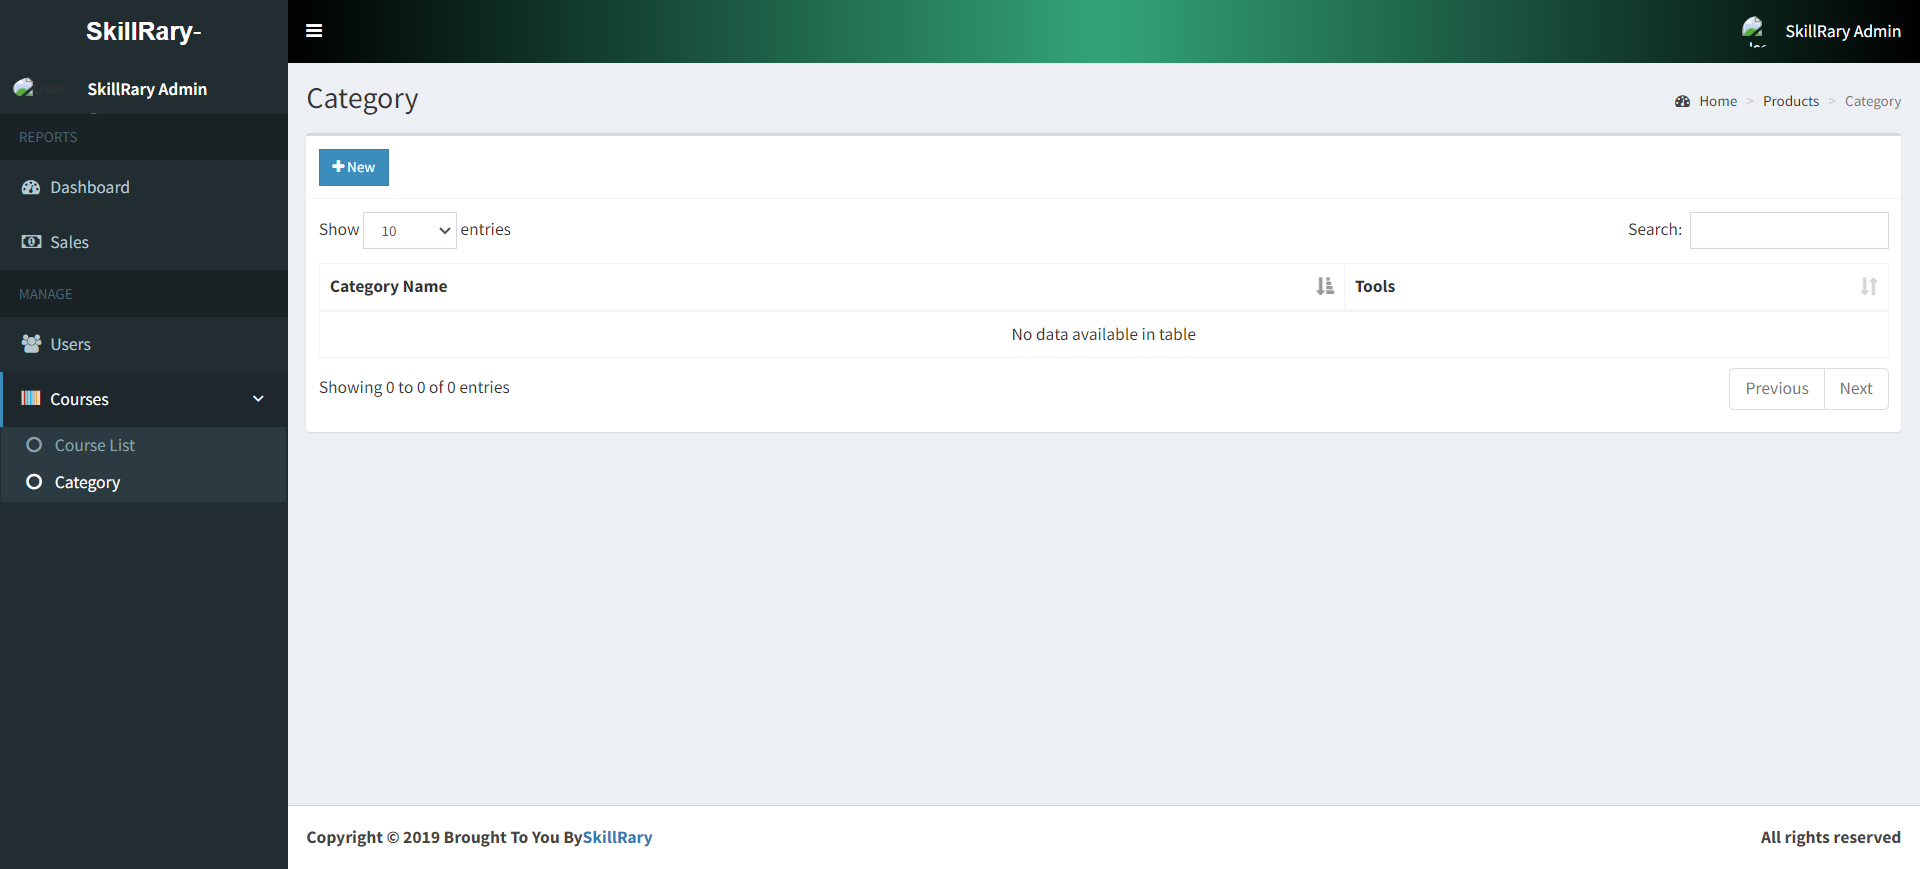 SkillRary-
SkillRary Admin
User
SkillRary Admin
REPORTS
Dashboard
Sales
MANAGE
Users
Courses
Course List
Category
Category
Home > Products > Category
New
Show 10 entries
Search:
Category Name
Tools
No data available in table
Showing 0 to 0 of 0 entries
Previous
Next
Copyright © 2019 Brought To You BySkillRary
All rights reserved